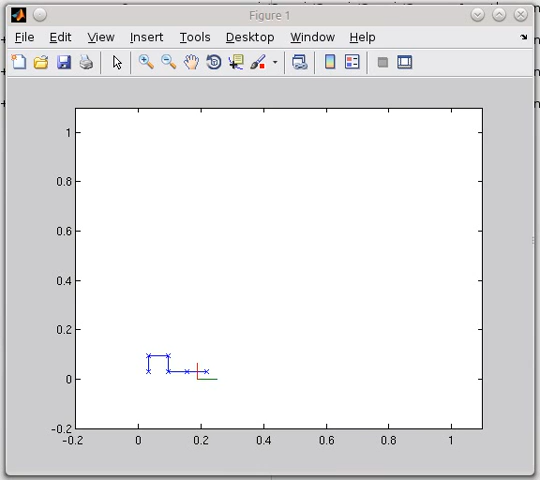 Figure 1
File Edit View Insert Tools Desktop Window Help
1
0.8
0.6
0.4
0.2
0
-0.2
-0.2 0 0.2 0.4 0.6 0.8 1